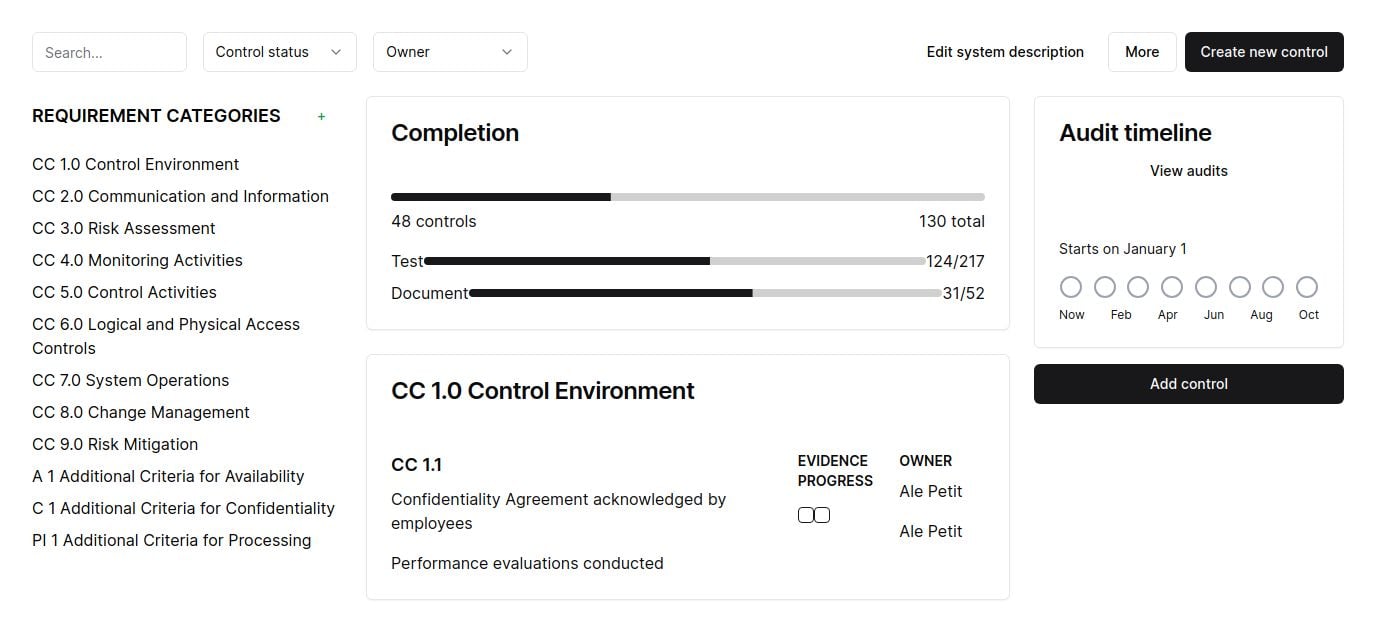 Search...
Control status
Owner
Edit system description
More
Create new control
REQUIREMENT CATEGORIES
+
CC 1.0 Control Environment
CC 2.0 Communication and Information
CC 3.0 Risk Assessment
CC 4.0 Monitoring Activities
CC 5.0 Control Activities
CC 6.0 Logical and Physical Access
Controls
CC 7.0 System Operations
CC 8.0 Change Management
CC 9.0 Risk Mitigation
A 1 Additional Criteria for Availability
C 1 Additional Criteria for Confidentiality
PI 1 Additional Criteria for Processing
Completion
48 controls
130 total
Test
124/217
Document
31/52
CC 1.0 Control Environment
CC 1.1
Confidentiality Agreement acknowledged by
employees
Performance evaluations conducted
EVIDENCE
PROGRESS
OWNER
Ale Petit
Ale Petit
Audit timeline
View audits
Starts on January 1
Now Feb Apr Jun Aug Oct
Add control